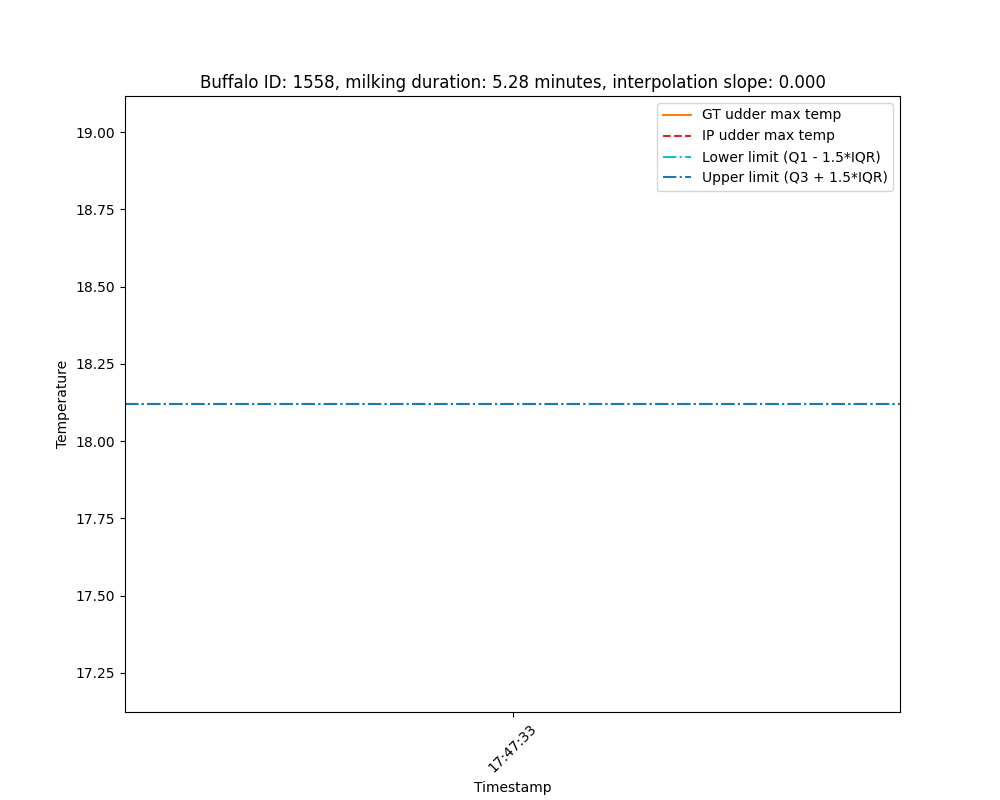 Buffalo ID: 1558, milking duration: 5.28 minutes, interpolation slope: 0.000
GT udder max temp
IP udder max temp
Lower limit (Q1 - 1.5*IQR)
Upper limit (Q3 + 1.5*IQR)
19.00
18.75
18.50
18.25
18.00
17.75
17.50
17.25
Temperature
17:47:33
Timestamp